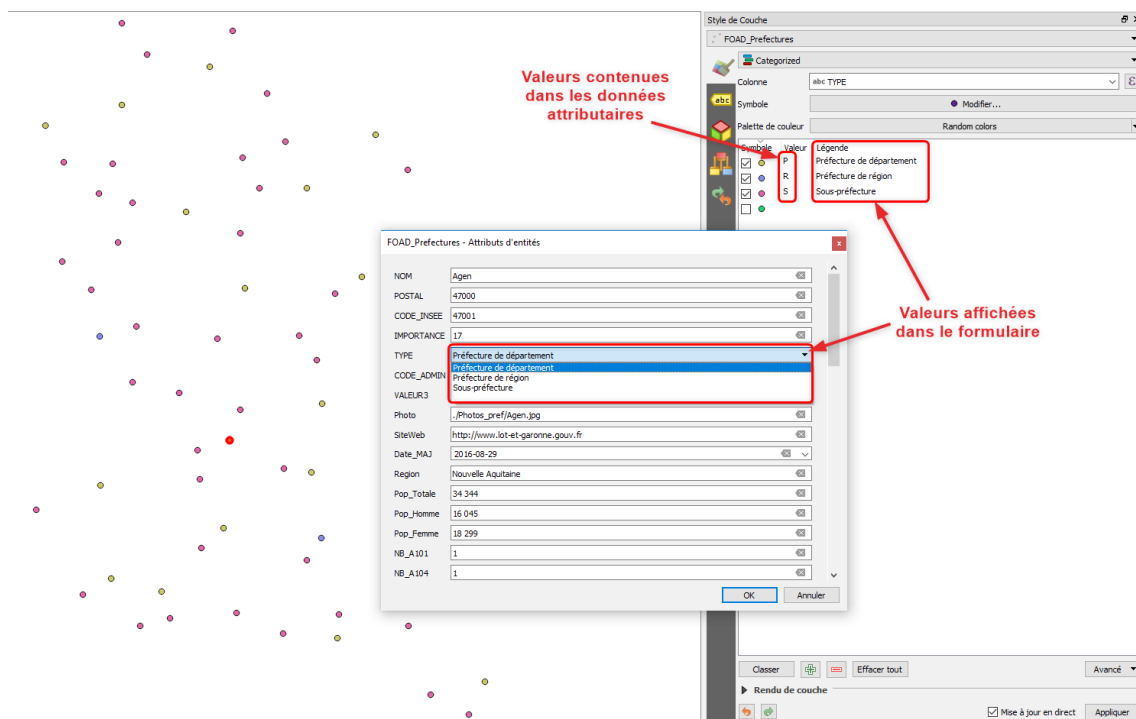 Style de Couche
FOAD_Prefectures
Categorized
Valeurs contenues
dans les données
attributaires
Colonne
abc TYPE
ε
abc
Symbole
Modifier...
Palette de couleur
Random colors
Symbole Valeur Légende
P Préfecture de département
R Préfecture de région
S Sous-préfecture
FOAD_Prefectures - Attributs d'entités
x
NOM Agen
POSTAL 47000
CODE_INSEE 47001
IMPORTANCE 17
Valeurs affichées
dans le formulaire
TYPE Préfecture de département
Préfecture de département
CODE_ADMIN Préfecture de région
Sous-préfecture
VALEUR3
Photo ./Photos_pref/Agen.jpg
SiteWeb http://www.lot-et-garonne.gouv.fr
Date_MAJ 2016-08-29
Region Nouvelle Aquitaine
Pop_Totale 34 344
Pop_Homme 16 045
Pop_Femme 18 299
NB_A101 1
NB_A104 1
OK Annuler
Classer Effacer tout Avancé
Rendu de couche
Mise à jour en direct Appliquer